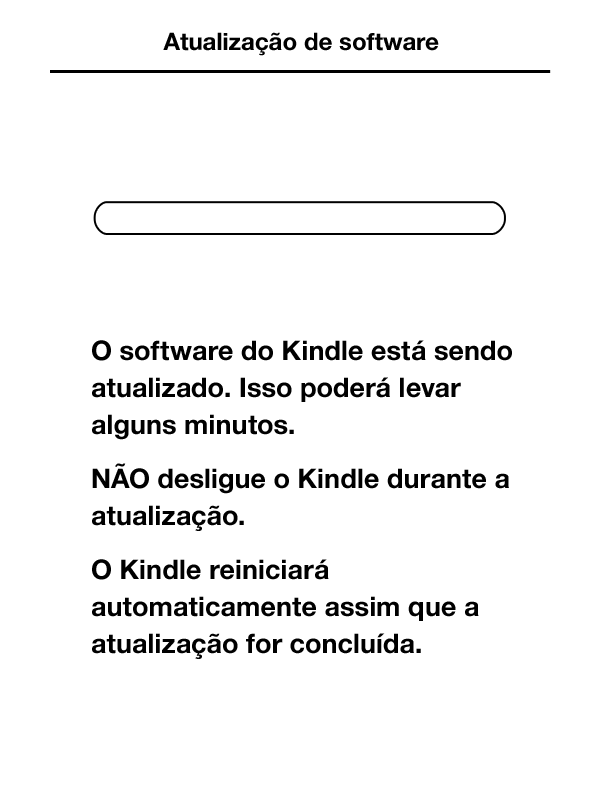 Atualização de software
O software do Kindle está sendo
atualizado. Isso poderá levar
alguns minutos.
NÃO desligue o Kindle durante a
atualização.
O Kindle reiniciará
automaticamente assim que a
atualização for concluída.